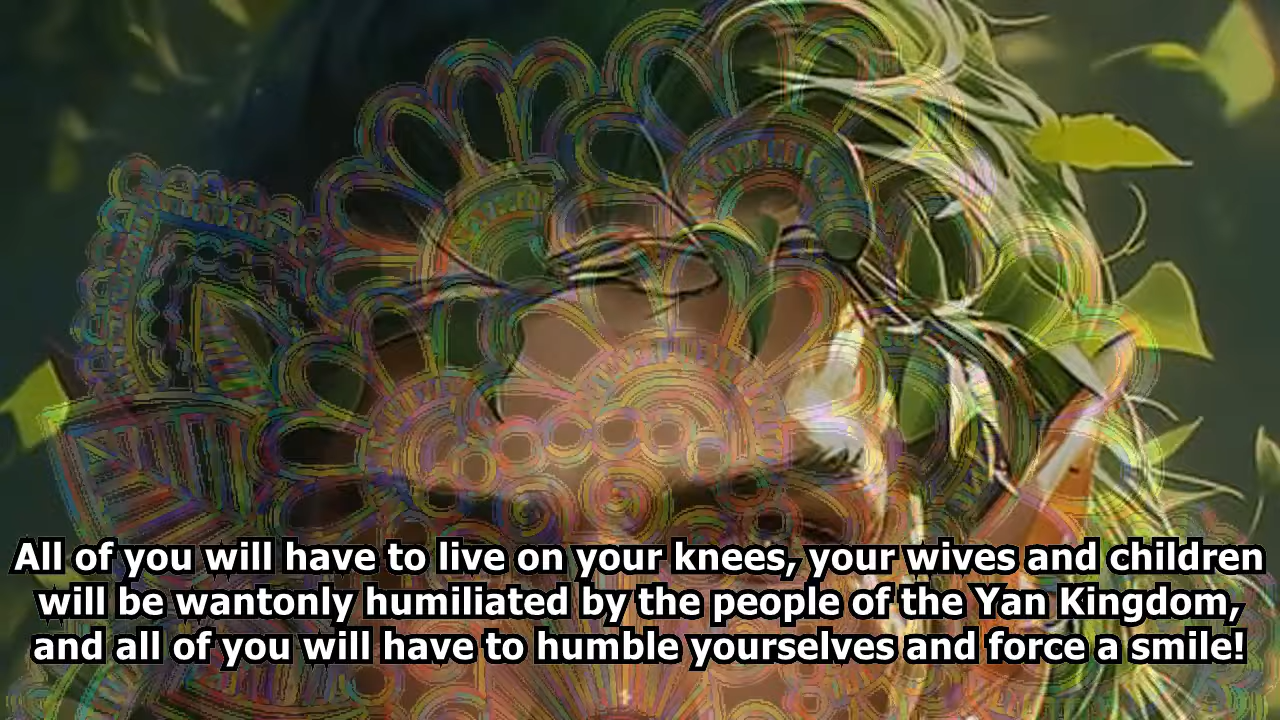 All of you will have to live on your knees, your wives and children
will be wantonly humiliated by the people of the Yan Kingdom,
and all of you will have to humble yourselves and force a smile!